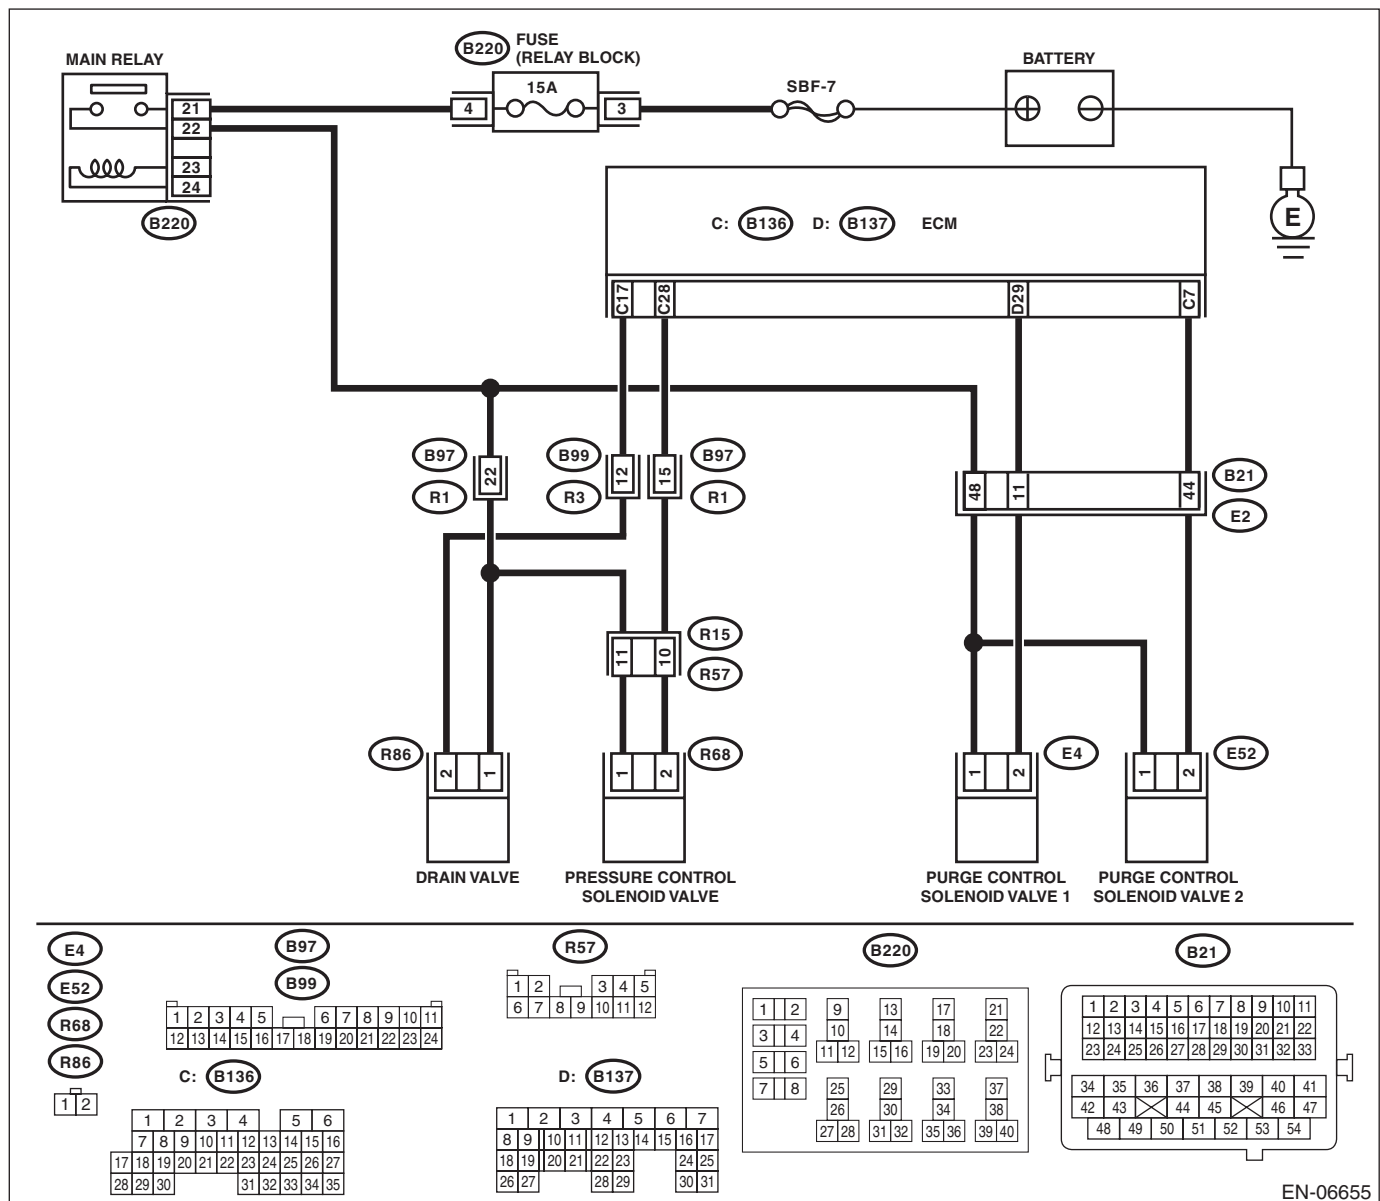 MAIN RELAY
B220
FUSE
(RELAY BLOCK)
15A
4
3
SBF-7
BATTERY
21
22
23
24
B220
E
C: B136 D: B137 ECM
C17
C28
D29
C7
B97
R1
22
B99
R3
12
15
B97
R1
48
11
44
B21
E2
11
10
R15
R57
R86
2
1
1
2
R68
1
2
E4
1
2
E52
DRAIN VALVE
PRESSURE CONTROL
SOLENOID VALVE
PURGE CONTROL
SOLENOID VALVE 1
PURGE CONTROL
SOLENOID VALVE 2
E4
E52
R68
R86
1 2
B97
B99
1 2 3 4 5 6 7 8 9 10 11
12 13 14 15 16 17 18 19 20 21 22 23 24
C: B136
1 2 3 4 5 6
7 8 9 10 11 12 13 14 15 16
17 18 19 20 21 22 23 24 25 26 27
28 29 30 31 32 33 34 35
R57
1 2 3 4 5
6 7 8 9 10 11 12
D: B137
1 2 3 4 5 6 7
8 9 10 11 12 13 14 15 16 17
18 19 20 21 22 23 24 25
26 27 28 29 30 31
B220
1 2 9 13 17 21
3 4 10 14 18 22
5 6 11 12 15 16 19 20 23 24
7 8 25 29 33 37
26 30 34 38
27 28 31 32 35 36 39 40
B21
1 2 3 4 5 6 7 8 9 10 11
12 13 14 15 16 17 18 19 20 21 22
23 24 25 26 27 28 29 30 31 32 33
34 35 36 37 38 39 40 41
42 43 44 45 46 47
48 49 50 51 52 53 54
EN-06655